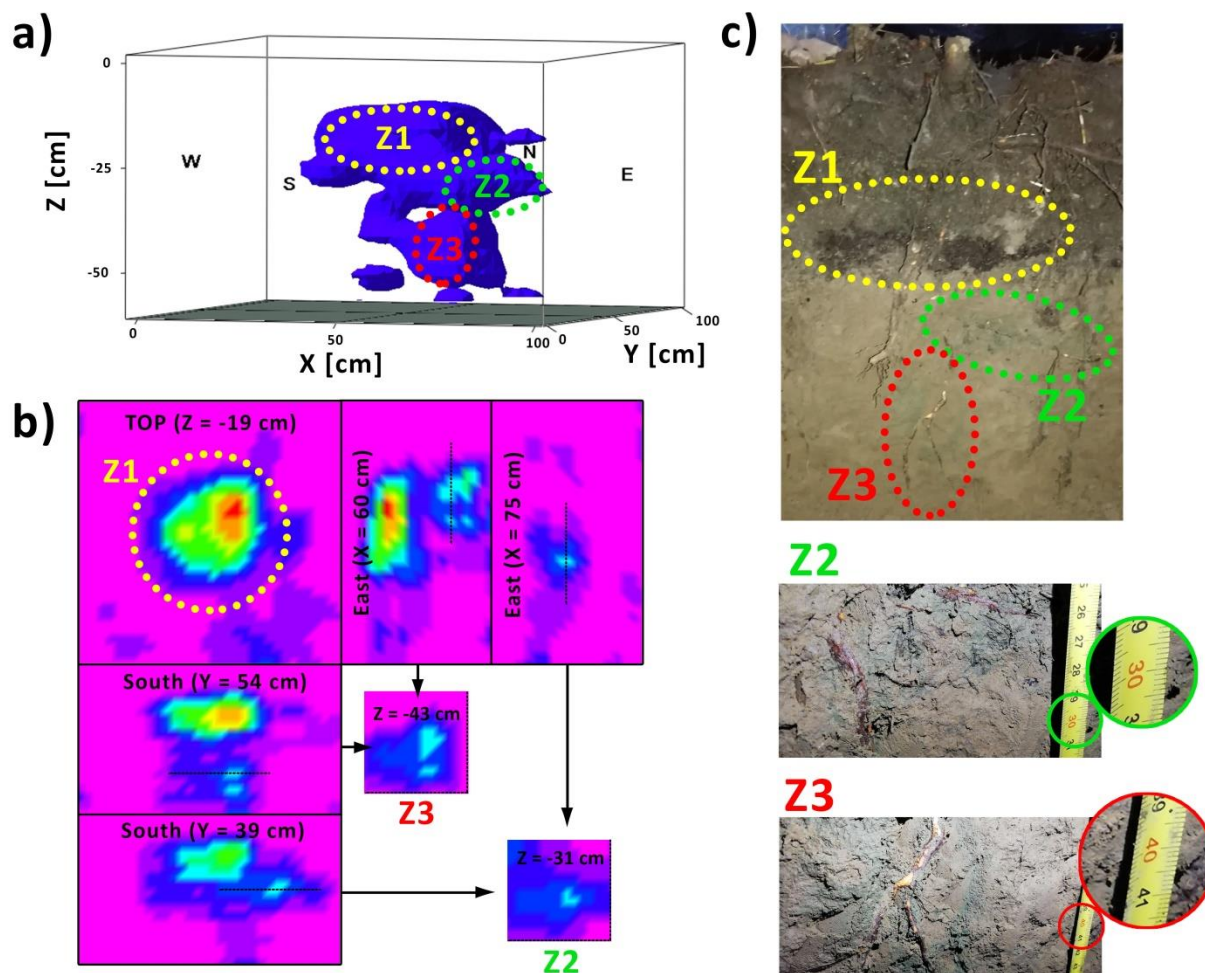 a)
0
-25
-50
Z [cm]
W
S
N
E
Z1
Z2
Z3
0
50
100
X [cm]
0
50
100
Y [cm]
b)
TOP (Z = -19 cm)
Z1
East (X = 60 cm)
East (X = 75 cm)
South (Y = 54 cm)
Z = -43 cm
Z3
South (Y = 39 cm)
Z = -31 cm
Z2
c)
Z1
Z2
Z3
Z2
26
27
28
30
30
Z3
40
41